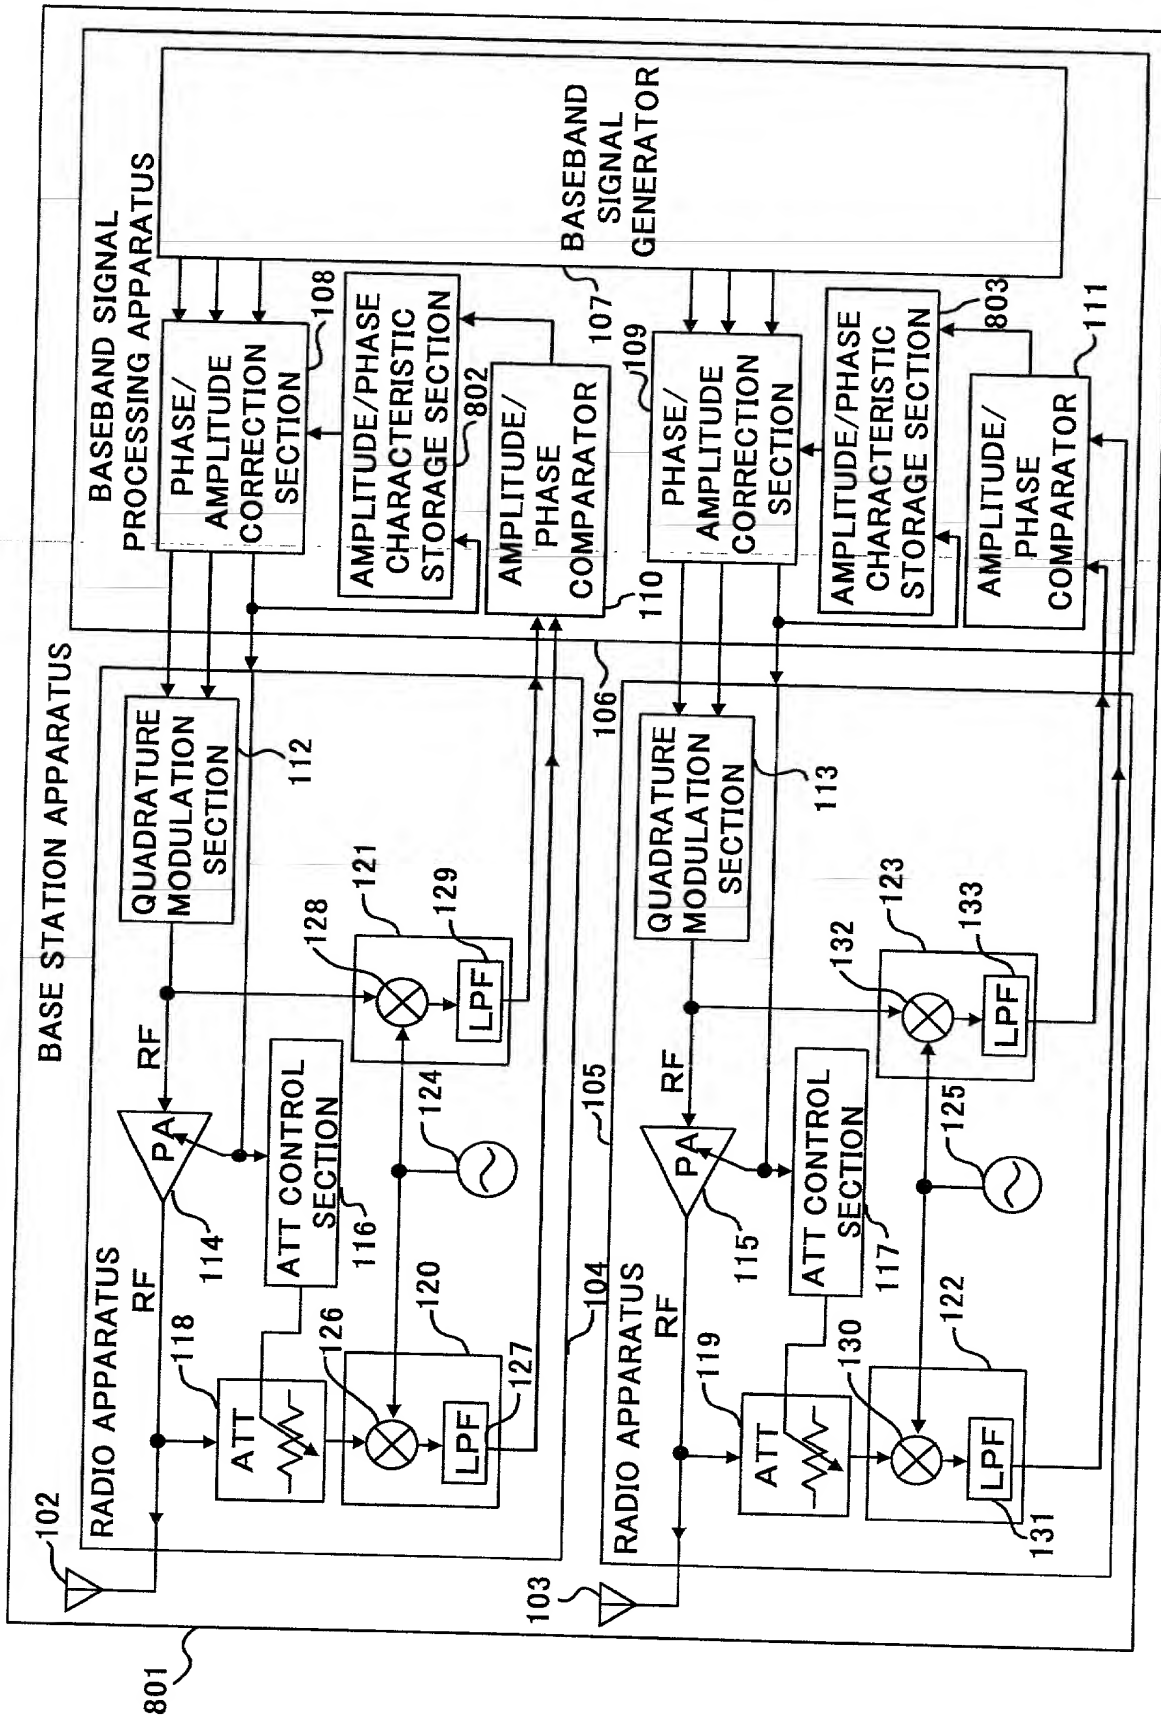 BASE STATION APPARATUS
801
BASEBAND SIGNAL
PROCESSING APPARATUS
106
BASEBAND
SIGNAL
GENERATOR
107
PHASE/
AMPLITUDE
CORRECTION
SECTION
108
AMPLITUDE/PHASE
CHARACTERISTIC
STORAGE SECTION
802
AMPLITUDE/
PHASE
COMPARATOR
110
PHASE/
AMPLITUDE
CORRECTION
SECTION
109
AMPLITUDE/PHASE
CHARACTERISTIC
STORAGE SECTION
803
AMPLITUDE/
PHASE
COMPARATOR
111
RADIO APPARATUS
104
102
RF
114
PA
RF
QUADRATURE
MODULATION
SECTION
112
118
ATT
ATT CONTROL
SECTION
116
126
120
LPF
127
124
128
121
LPF
129
RADIO APPARATUS
105
103
RF
115
PA
RF
QUADRATURE
MODULATION
SECTION
113
119
ATT
ATT CONTROL
SECTION
117
130
122
LPF
131
125
132
123
LPF
133